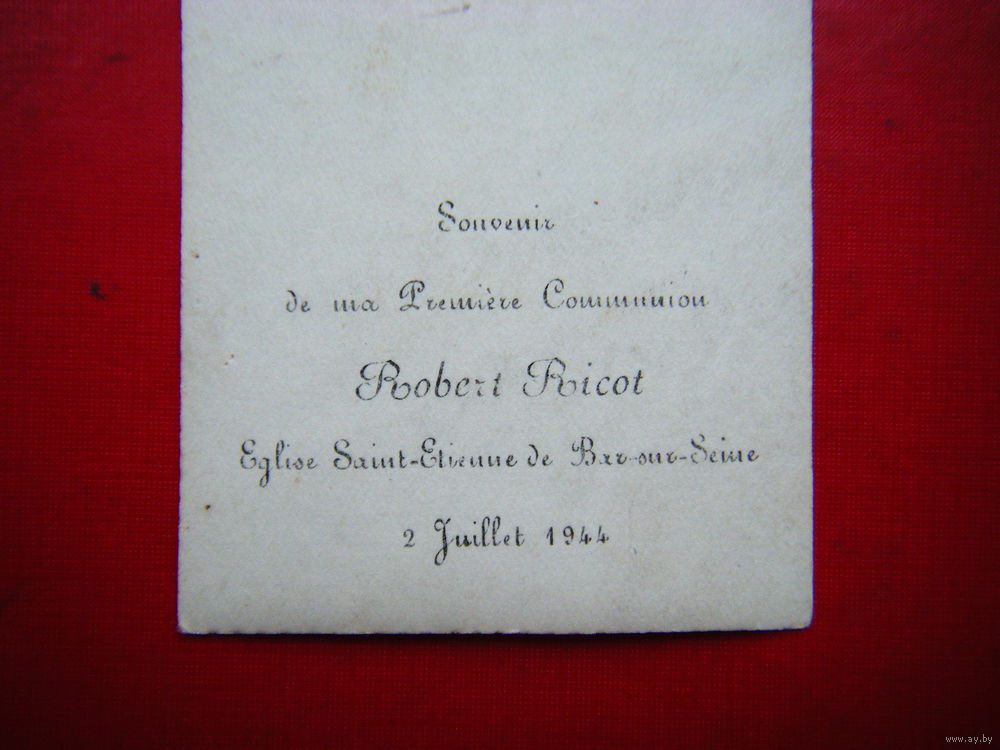 Souvenir
de ma Première Communion
Robert Ricot
Eglise Saint-Etienne de Bar-sur-Seine
2 Juillet 1944
www.ay.by